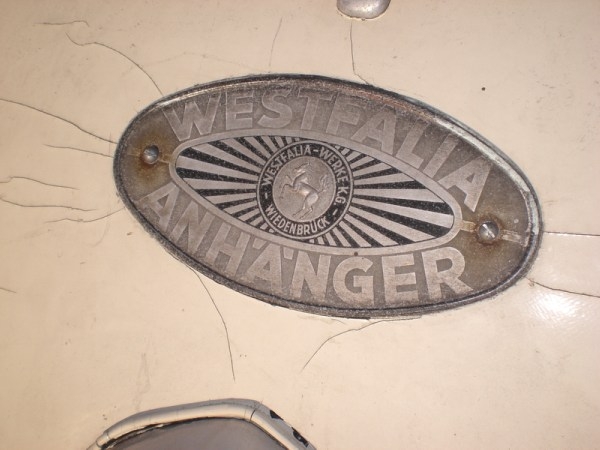 WESTFALIA
WESTFALIA-WERKE K.G.
- WIEDENBRÜCK -
ANHÄNGER